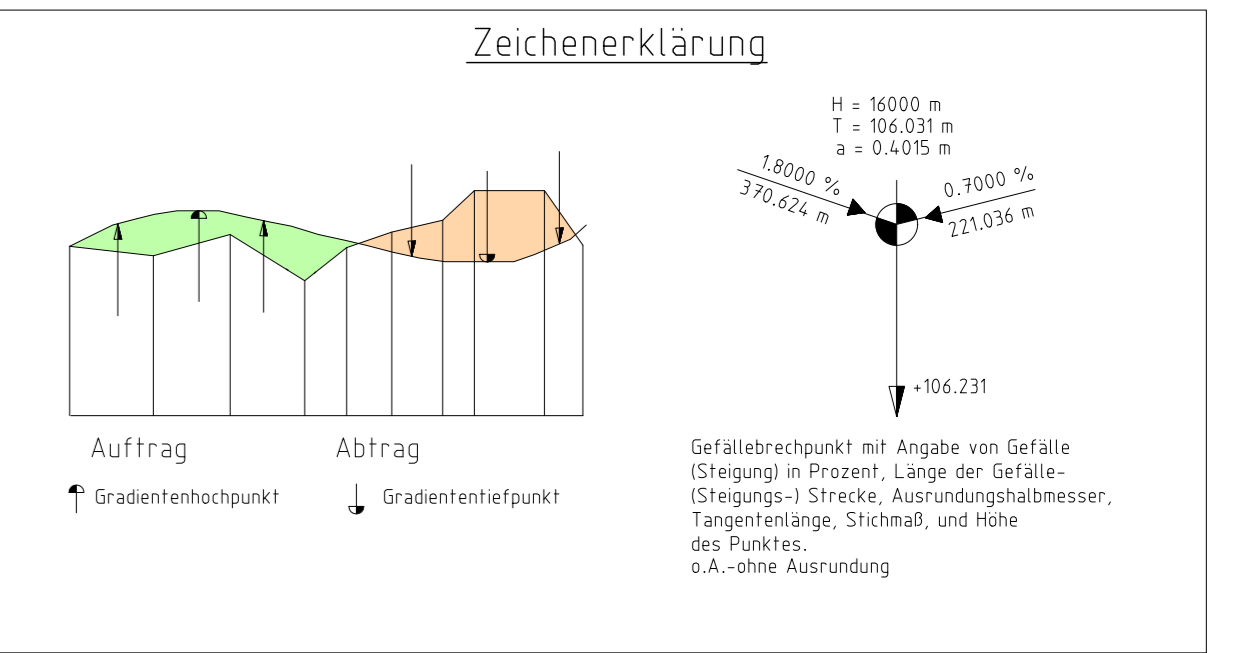 Zeichenerklärung
H = 16000 m
T = 106.031 m
a = 0.4015 m
1.8000 %
370.624 m
0.7000 %
221.036 m
+106.231
Auftrag
Abtrag
Gradientenhochpunkt
Gradiententiefpunkt
Gefällebrechpunkt mit Angabe von Gefälle
(Steigung) in Prozent, Länge der Gefälle-
(Steigungs-) Strecke, Ausrundungshalbmesser,
Tangentenlänge, Stichmaß, und Höhe
des Punktes.
o.A.-ohne Ausrundung